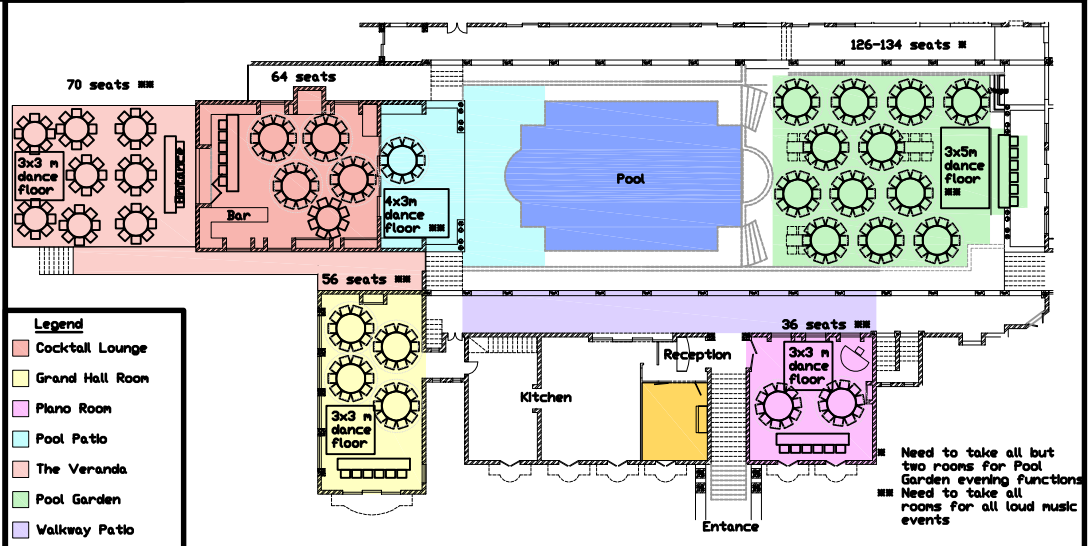 126-134 seats ※
70 seats ※※
64 seats
3x3 m
dance
floor
Bar
4x3m
dance
floor ※※
Pool
3x5m
dance
floor
※※
56 seats ※※
36 seats ※※
Reception
3x3 m
dance
floor
Kitchen
3x3 m
dance
floor
Entance
Legend
Cocktail Lounge
Grand Hall Room
Piano Room
Pool Patio
The Veranda
Pool Garden
Walkway Patio
※ Need to take all but
two rooms for Pool
Garden evening functions
※※ Need to take all
rooms for all loud music
events